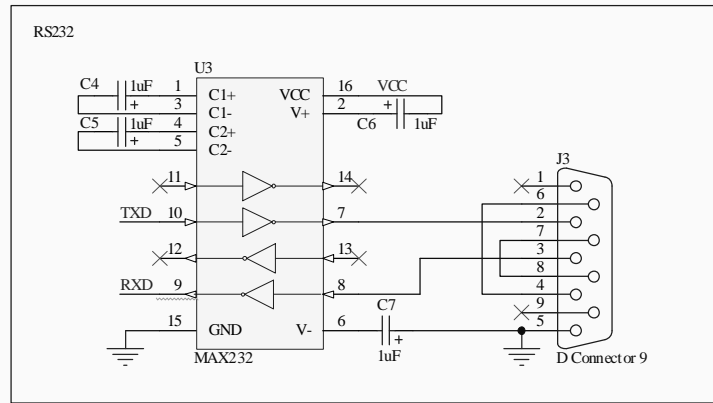 RS232
U3
C4 1uF + 1 C1+ VCC 16 VCC
3 C1- V+ 2 + C6 1uF
C5 1uF + 4 C2+
5 C2-
J3
11 14 1
6
TXD 10 7 2
7
12 13 3
8
RXD 9 8 4
C7
9
15 GND V- 6 + 5
1uF
MAX232 D Connector 9